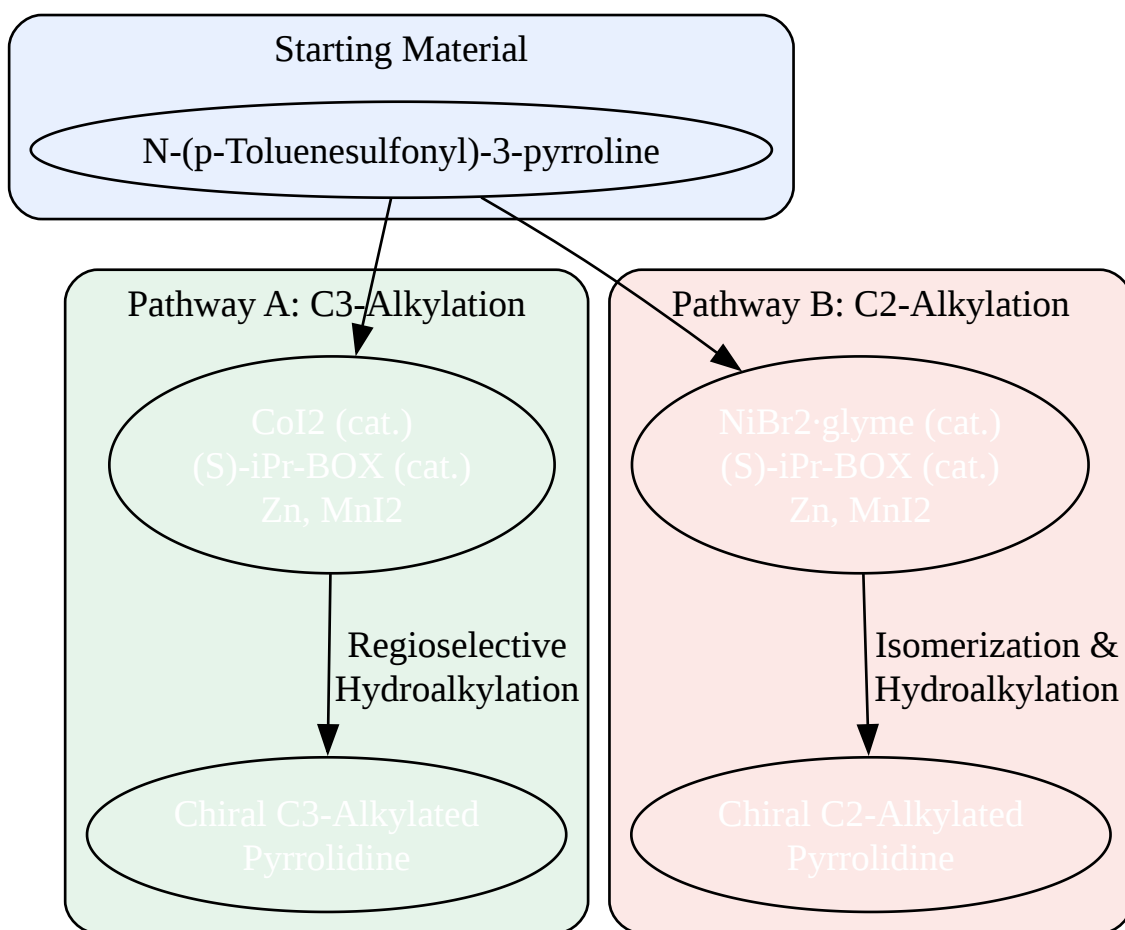 Starting Material
N-(p-Toluenesulfonyl)-3-pyrroline
Pathway A: C3-Alkylation
CoI2 (cat.)
(S)-iPr-BOX (cat.)
Zn, MnI2
Regioselective
Hydroalkylation
Chiral C3-Alkylated
Pyrrolidine
Pathway B: C2-Alkylation
NiBr2·glyme (cat.)
(S)-iPr-BOX (cat.)
Zn, MnI2
Isomerization &
Hydroalkylation
Chiral C2-Alkylated
Pyrrolidine